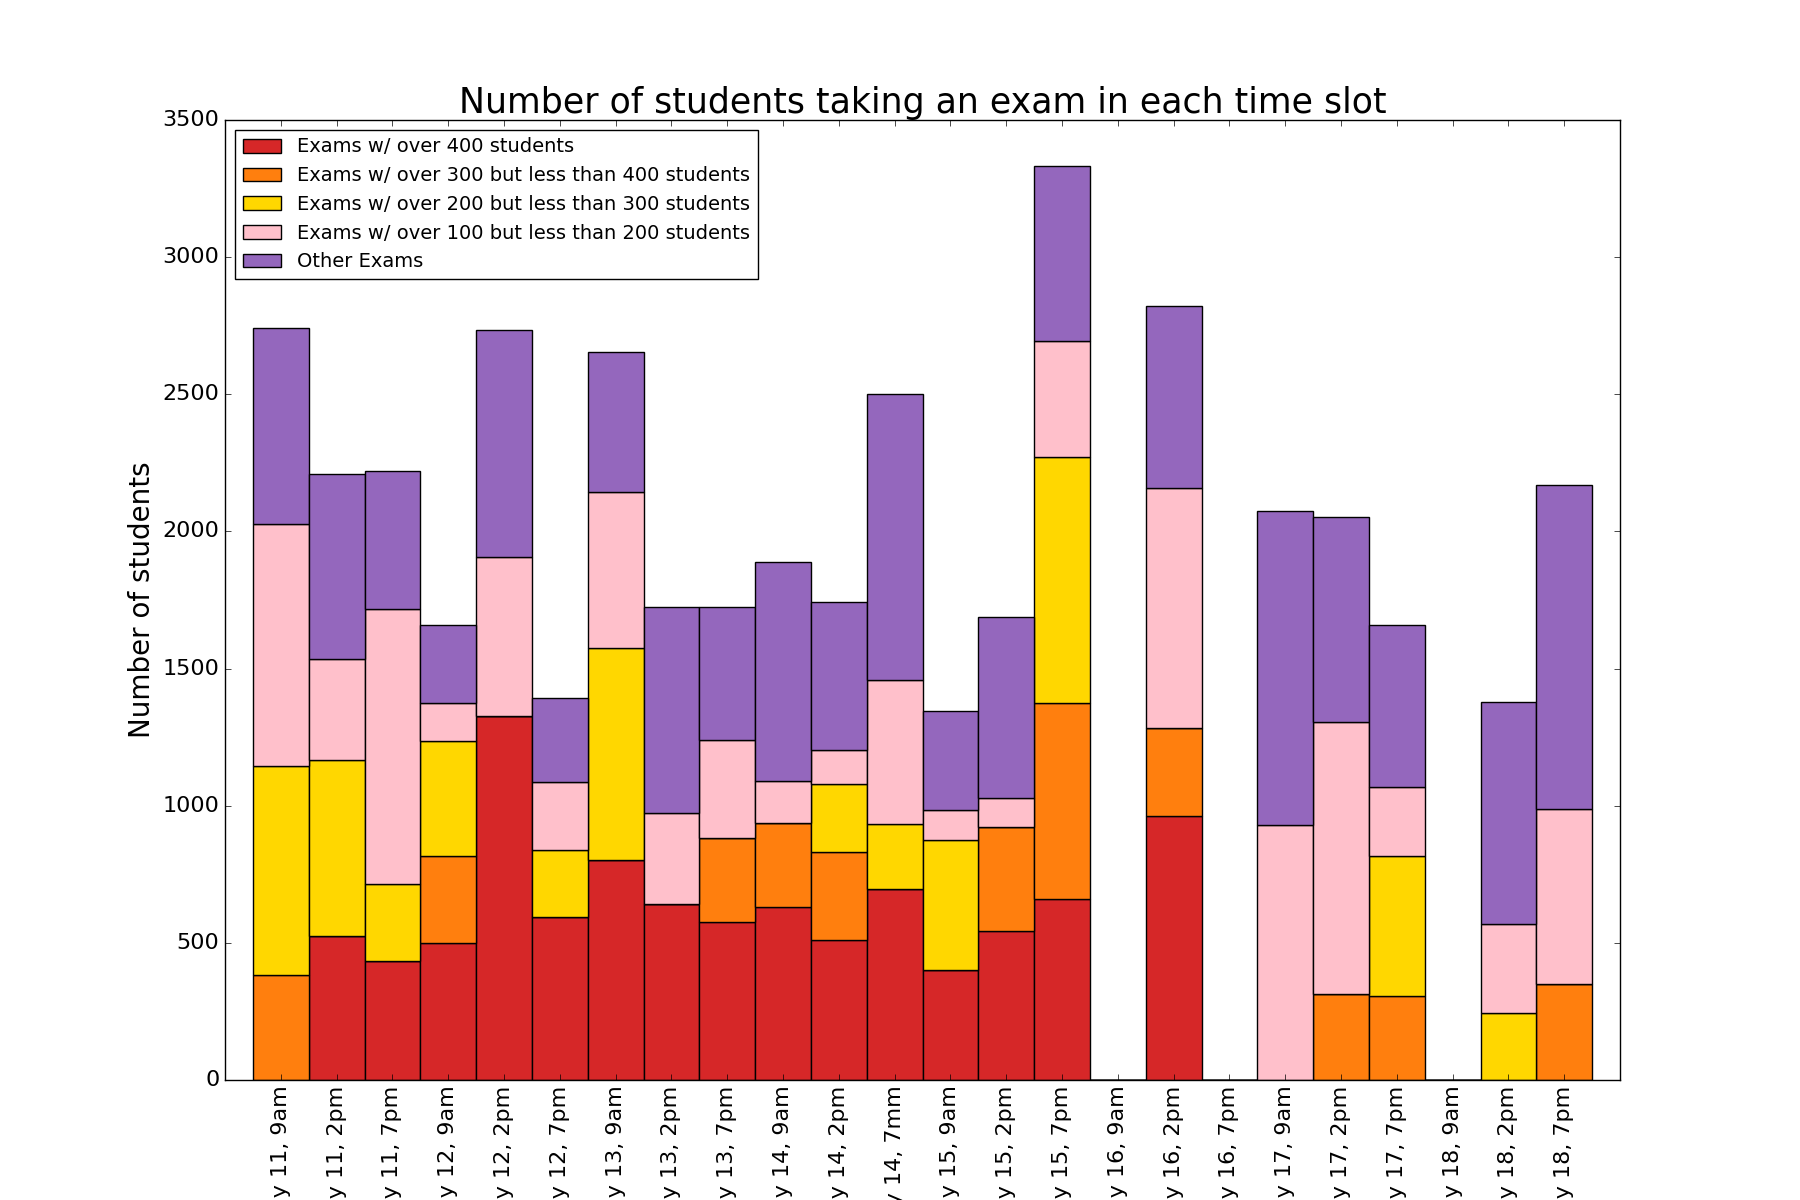 Number of students taking an exam in each time slot
Exams w/ over 400 students
Exams w/ over 300 but less than 400 students
Exams w/ over 200 but less than 300 students
Exams w/ over 100 but less than 200 students
Other Exams
Number of students
3500
3000
2500
2000
1500
1000
500
0
y 11, 9am
y 11, 2pm
y 11, 7pm
y 12, 9am
y 12, 2pm
y 12, 7pm
y 13, 9am
y 13, 2pm
y 13, 7pm
y 14, 9am
y 14, 2pm
y 14, 7mm
y 15, 9am
y 15, 2pm
y 15, 7pm
y 16, 9am
y 16, 2pm
y 16, 7pm
y 17, 9am
y 17, 2pm
y 17, 7pm
y 18, 9am
y 18, 2pm
y 18, 7pm